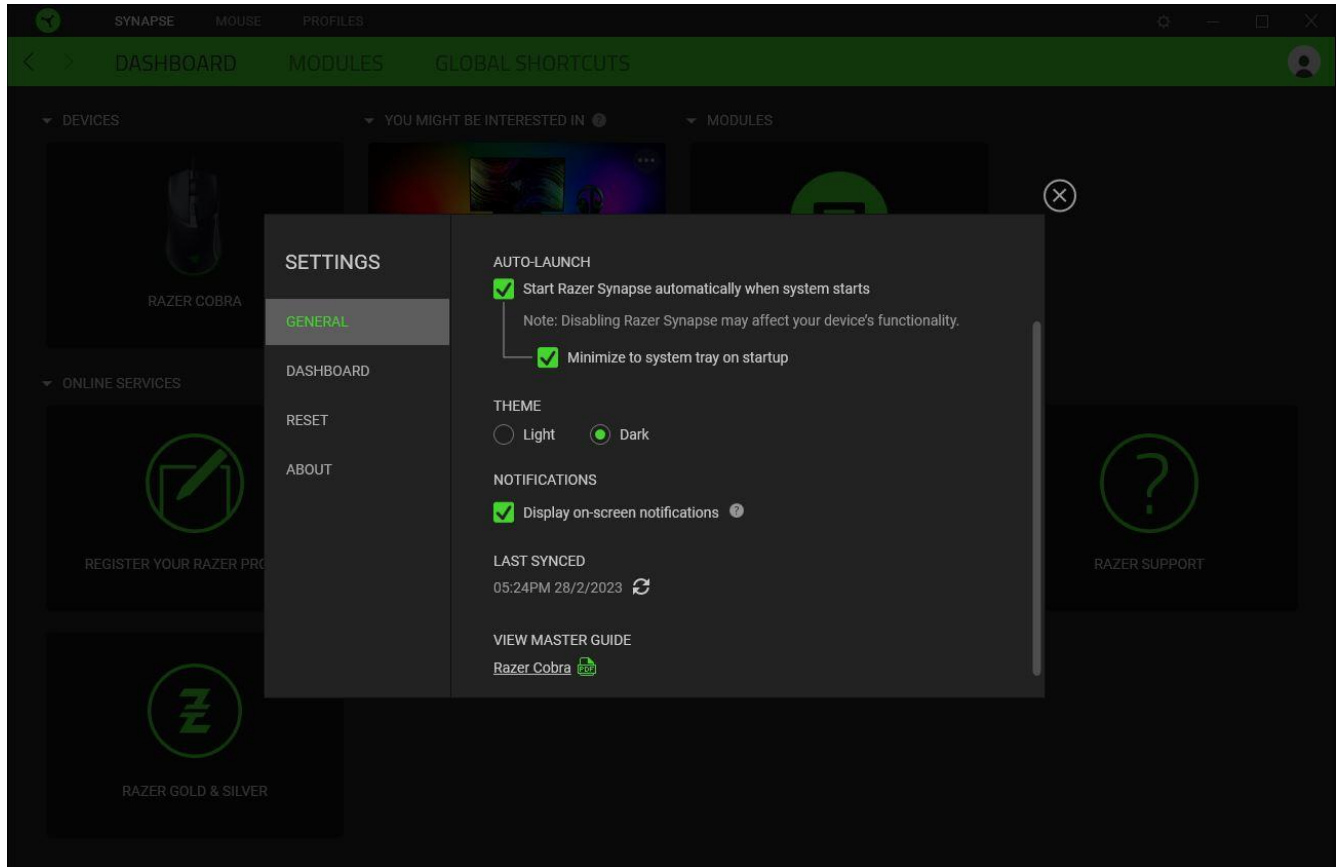 SYNAPSE MOUSE PROFILES
DASHBOARD MODULES GLOBAL SHORTCUTS
DEVICES
YOU MIGHT BE INTERESTED IN ?
MODULES
RAZER COBRA
ONLINE SERVICES
REGISTER YOUR RAZER PRO
RAZER GOLD & SILVER
?
RAZER SUPPORT
SETTINGS
GENERAL
DASHBOARD
RESET
ABOUT
AUTO-LAUNCH
Start Razer Synapse automatically when system starts
Note: Disabling Razer Synapse may affect your device’s functionality.
Minimize to system tray on startup
THEME
Light Dark
NOTIFICATIONS
Display on-screen notifications ?
LAST SYNCED
05:24PM 28/2/2023
VIEW MASTER GUIDE
Razer Cobra PDF